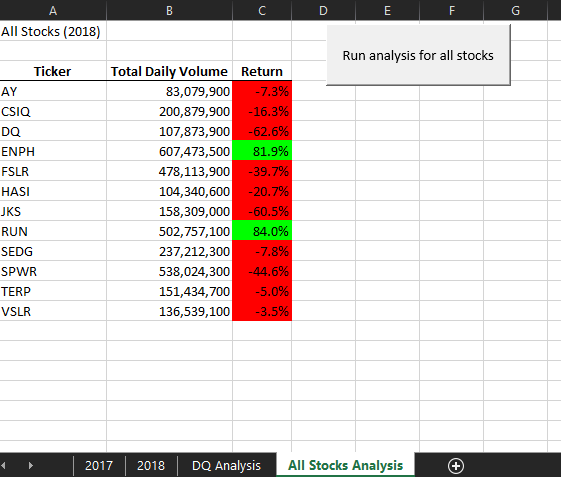 A B C D E F G
All Stocks (2018)
Run analysis for all stocks
Ticker Total Daily Volume Return
AY 83,079,900 -7.3%
CSIQ 200,879,900 -16.3%
DQ 107,873,900 -62.6%
ENPH 607,473,500 81.9%
FSLR 478,113,900 -39.7%
HASI 104,340,600 -20.7%
JKS 158,309,000 -60.5%
RUN 502,757,100 84.0%
SEDG 237,212,300 -7.8%
SPWR 538,024,300 -44.6%
TERP 151,434,700 -5.0%
VSLR 136,539,100 -3.5%
2017 2018 DQ Analysis All Stocks Analysis